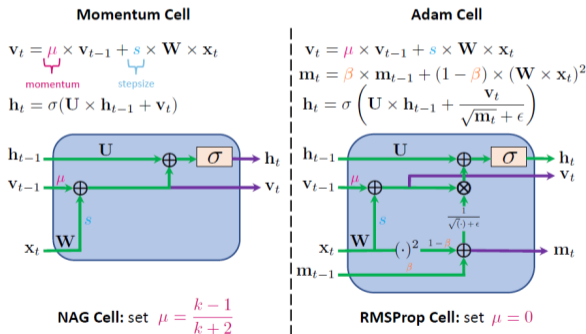 Momentum Cell
v_t = μ × v_{t−1} + s × W × x_t
momentum stepsize
h_t = σ(U × h_{t−1} + v_t)
h_{t−1} U σ h_t
v_{t−1} μ ⊕ v_t
s
x_t W
NAG Cell: set μ = (k − 1)/(k + 2)
Adam Cell
v_t = μ × v_{t−1} + s × W × x_t
m_t = β × m_{t−1} + (1 − β) × (W × x_t)²
h_t = σ(U × h_{t−1} + v_t/(√m_t + ϵ))
h_{t−1} U ⊕ σ h_t
v_t
v_{t−1} μ ⊕ ⊗
s 1/(√(·) + ϵ)
x_t W (·)² 1−β ⊕ m_t
m_{t−1} β
RMSProp Cell: set μ = 0